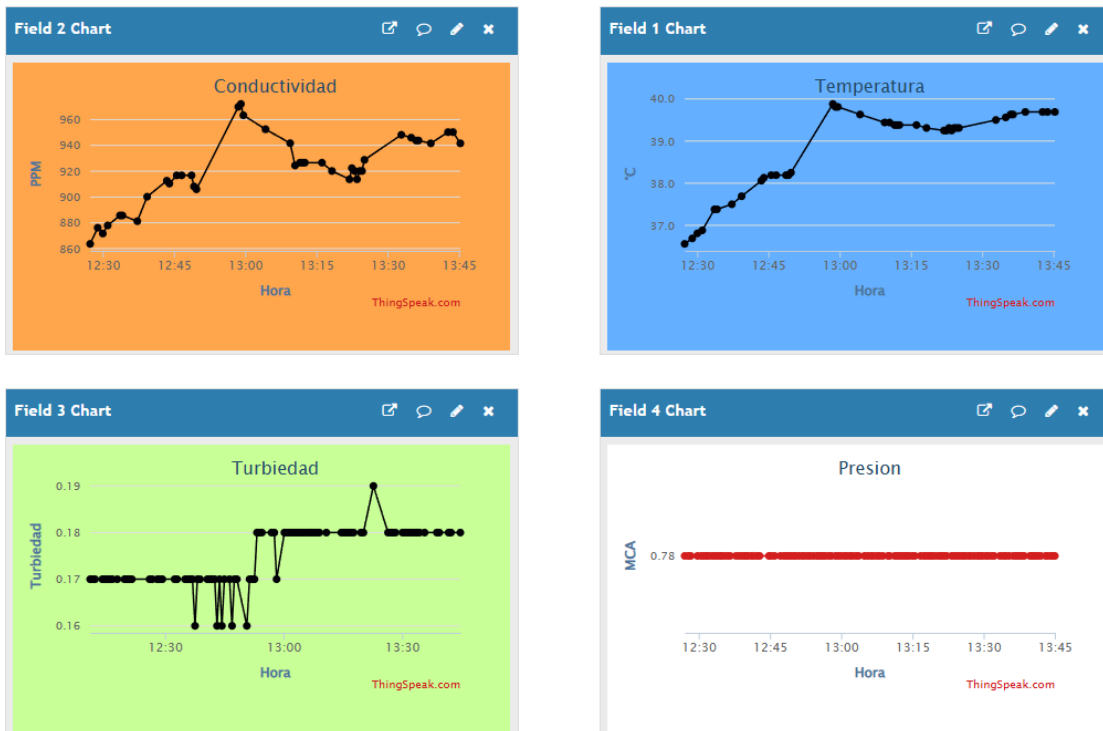 Field 2 Chart
Conductividad
960
940
920
900
880
860
PPM
12:30 12:45 13:00 13:15 13:30 13:45
Hora
ThingSpeak.com
Field 1 Chart
Temperatura
40.0
39.0
38.0
37.0
°C
12:30 12:45 13:00 13:15 13:30 13:45
Hora
ThingSpeak.com
Field 3 Chart
Turbiedad
0.19
0.18
0.17
0.16
Turbiedad
12:30 13:00 13:30
Hora
ThingSpeak.com
Field 4 Chart
Presion
0.78
MCA
12:30 12:45 13:00 13:15 13:30 13:45
Hora
ThingSpeak.com